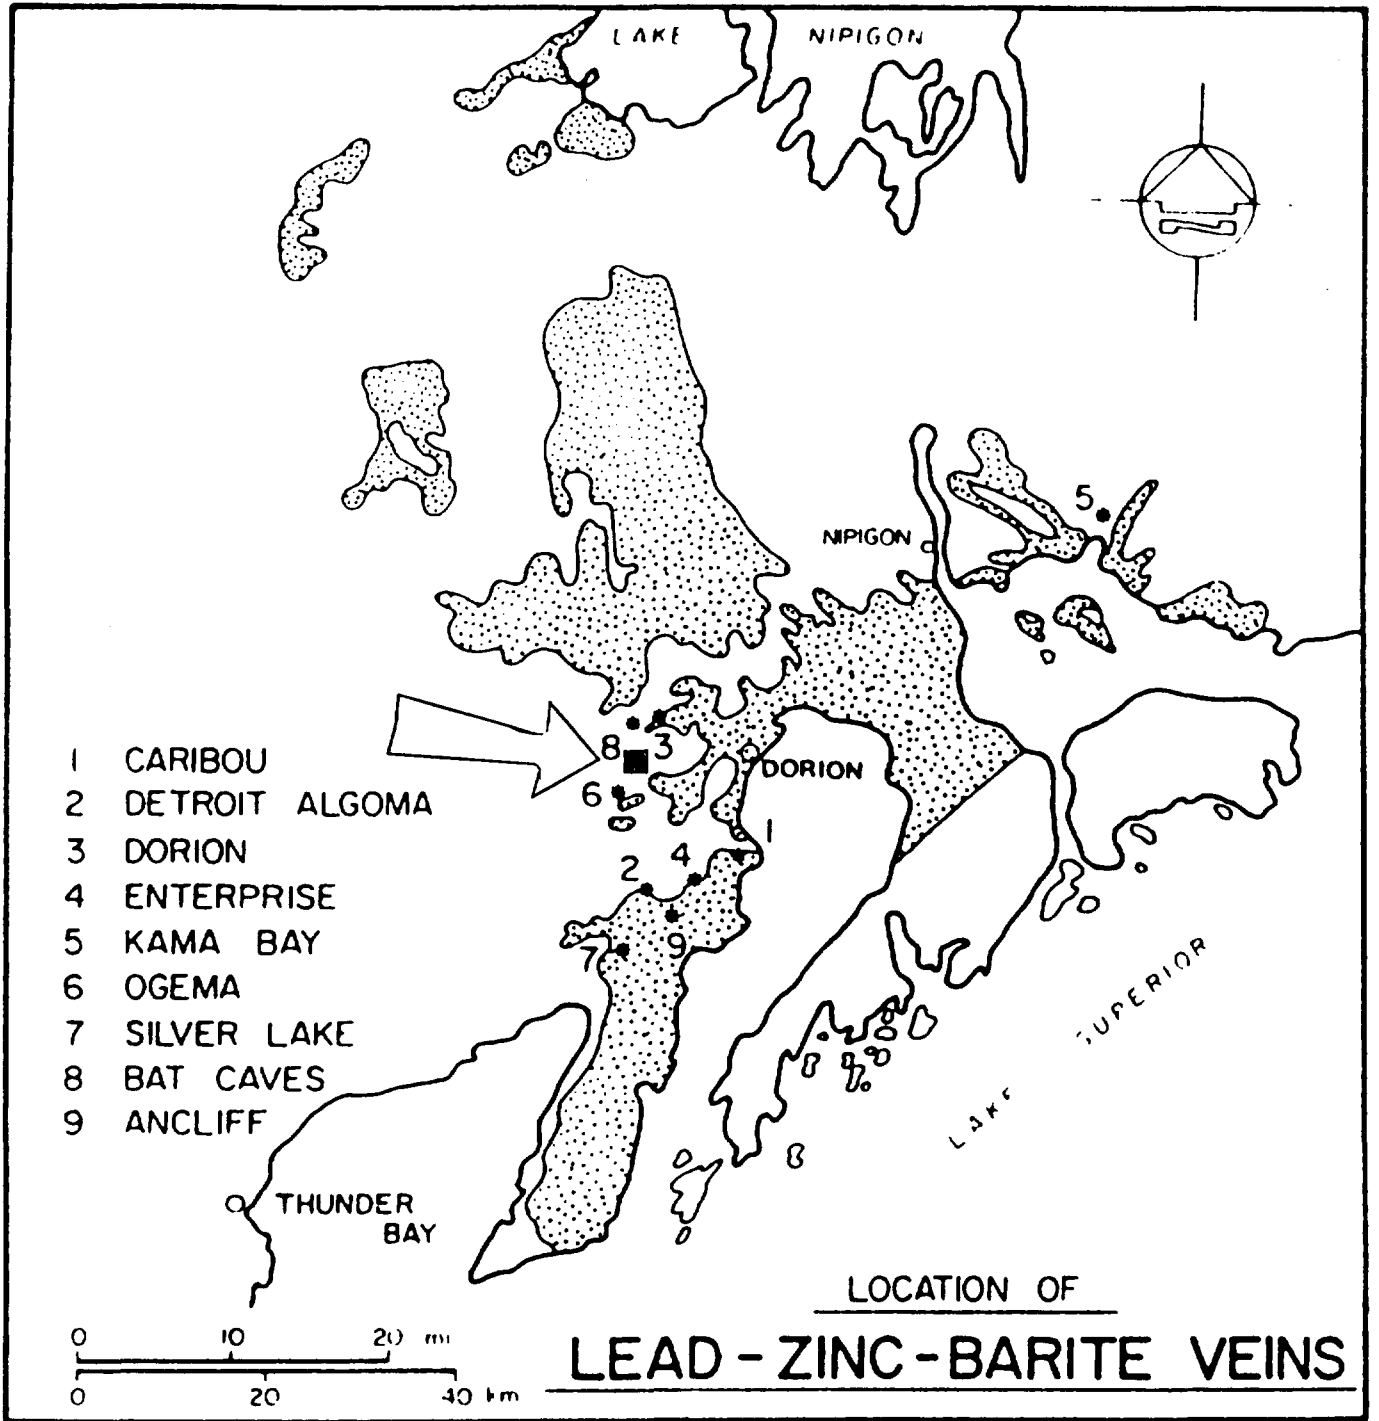 LAKE NIPIGON
5
NIPIGON
8 3
DORION
6
1
2 4
7 9
1 CARIBOU
2 DETROIT ALGOMA
3 DORION
4 ENTERPRISE
5 KAMA BAY
6 OGEMA
7 SILVER LAKE
8 BAT CAVES
9 ANCLIFF
LAKE SUPERIOR
THUNDER
BAY
LOCATION OF
LEAD-ZINC-BARITE VEINS
0 10 20 mi
0 20 40 km